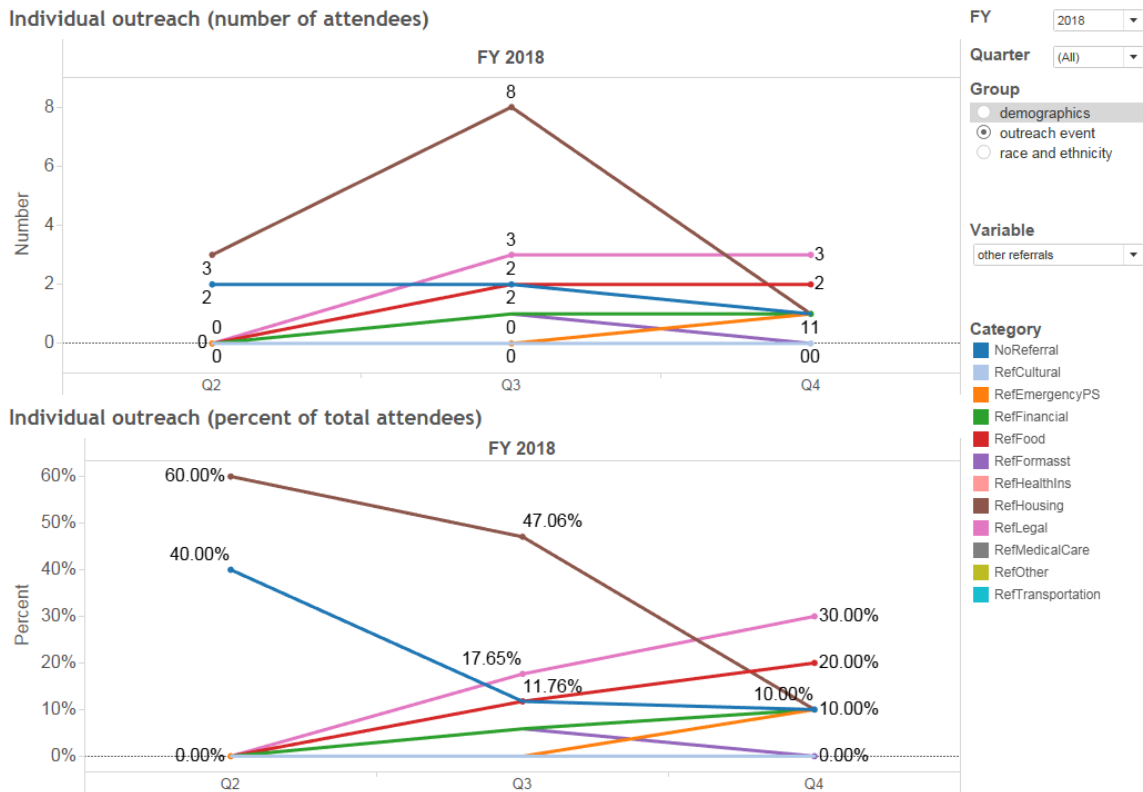 Individual outreach (number of attendees)
FY 2018
Number
8
6
4
2
0
3
2
0
0
0
8
3
2
2
0
0
3
2
11
00
Q2
Q3
Q4
Individual outreach (percent of total attendees)
FY 2018
Percent
60%
50%
40%
30%
20%
10%
0%
60.00%
40.00%
0.00%
47.06%
17.65%
11.76%
30.00%
20.00%
10.00%
10.00%
0.00%
Q2
Q3
Q4
FY 2018
Quarter (All)
Group
demographics
outreach event
race and ethnicity
Variable
other referrals
Category
NoReferral
RefCultural
RefEmergencyPS
RefFinancial
RefFood
RefFormasst
RefHealthIns
RefHousing
RefLegal
RefMedicalCare
RefOther
RefTransportation